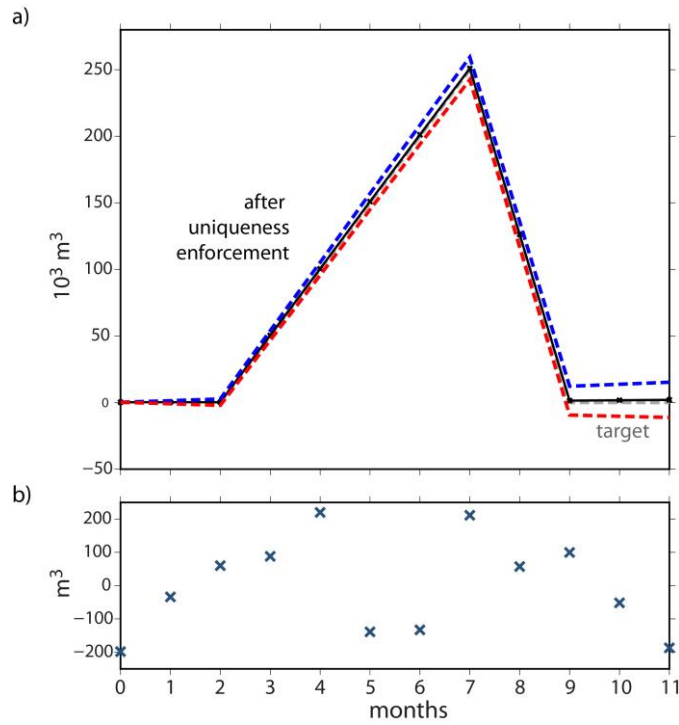 a)
250
200
150
100
50
0
−50
10³ m³
after
uniqueness
enforcement
target
b)
200
100
0
−100
−200
m³
0 1 2 3 4 5 6 7 8 9 10 11
months